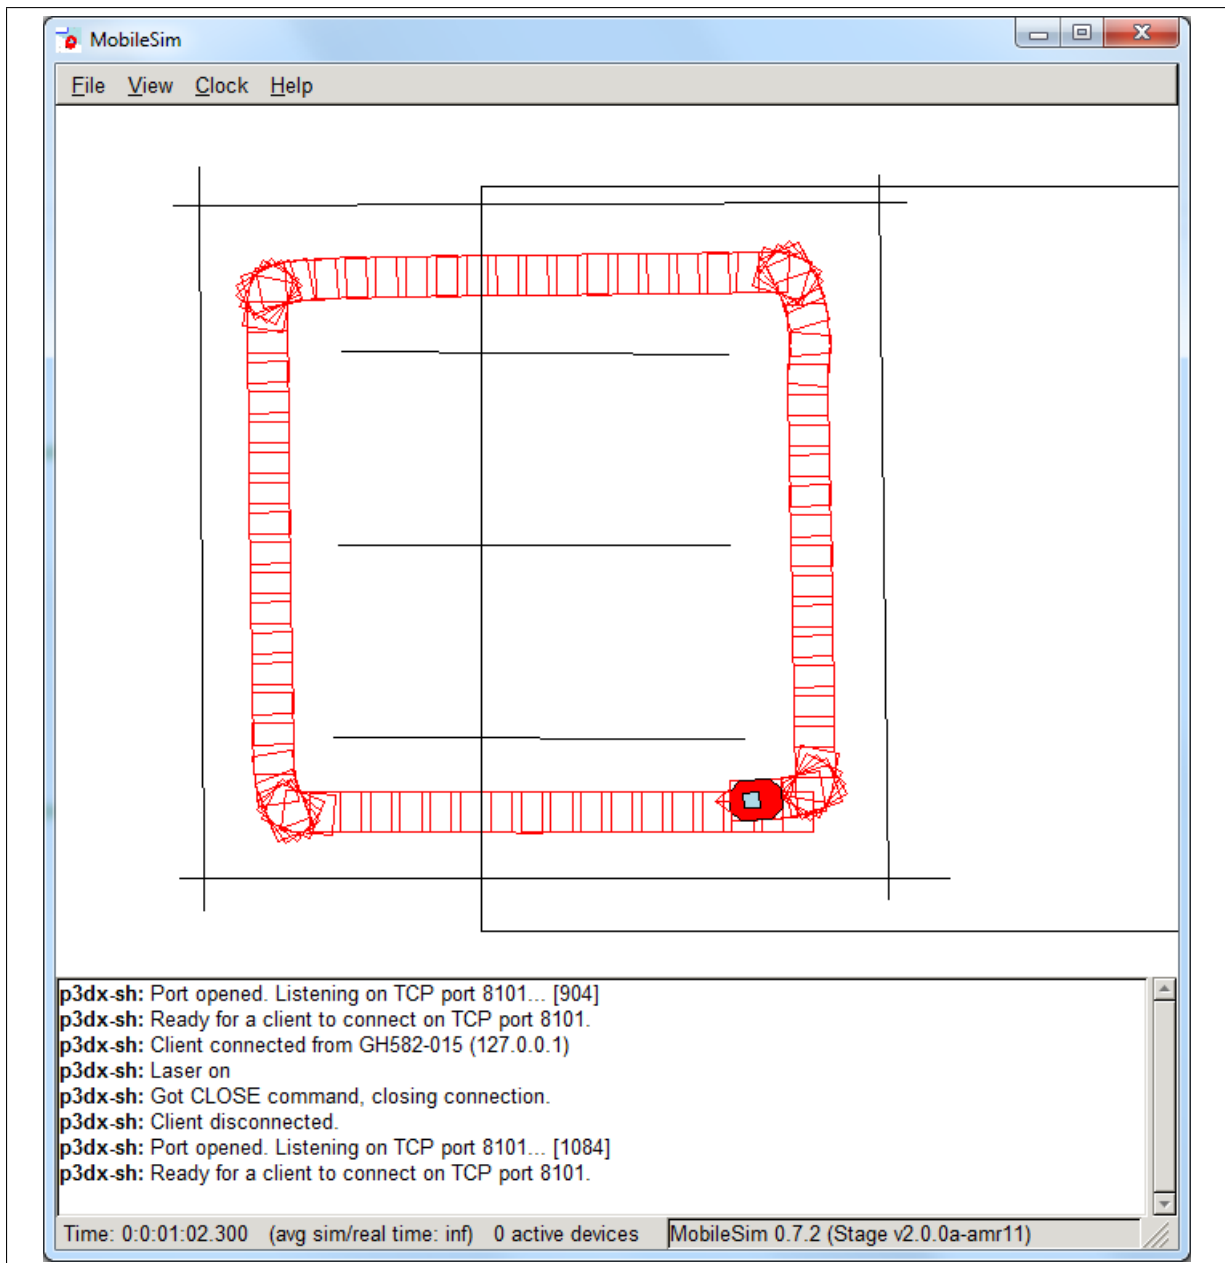 MobileSim
File View Clock Help
p3dx-sh: Port opened. Listening on TCP port 8101... [904]
p3dx-sh: Ready for a client to connect on TCP port 8101.
p3dx-sh: Client connected from GH582-015 (127.0.0.1)
p3dx-sh: Laser on
p3dx-sh: Got CLOSE command, closing connection.
p3dx-sh: Client disconnected.
p3dx-sh: Port opened. Listening on TCP port 8101... [1084]
p3dx-sh: Ready for a client to connect on TCP port 8101.
Time: 0:0:01:02.300 (avg sim/real time: inf) 0 active devices MobileSim 0.7.2 (Stage v2.0.0a-amr11)